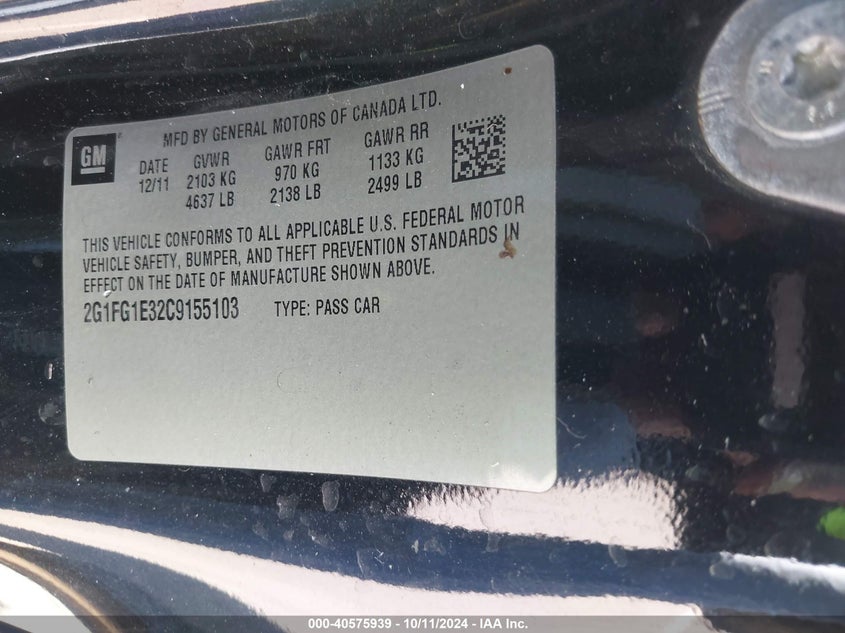 GM
MFD BY GENERAL MOTORS OF CANADA LTD.
DATE GVWR GAWR FRT GAWR RR
12/11 2103 KG 970 KG 1133 KG
4637 LB 2138 LB 2499 LB
THIS VEHICLE CONFORMS TO ALL APPLICABLE U.S. FEDERAL MOTOR
VEHICLE SAFETY, BUMPER, AND THEFT PREVENTION STANDARDS IN
EFFECT ON THE DATE OF MANUFACTURE SHOWN ABOVE.
2G1FG1E32C9155103 TYPE: PASS CAR
000-40575939 - 10/11/2024 - IAA Inc.